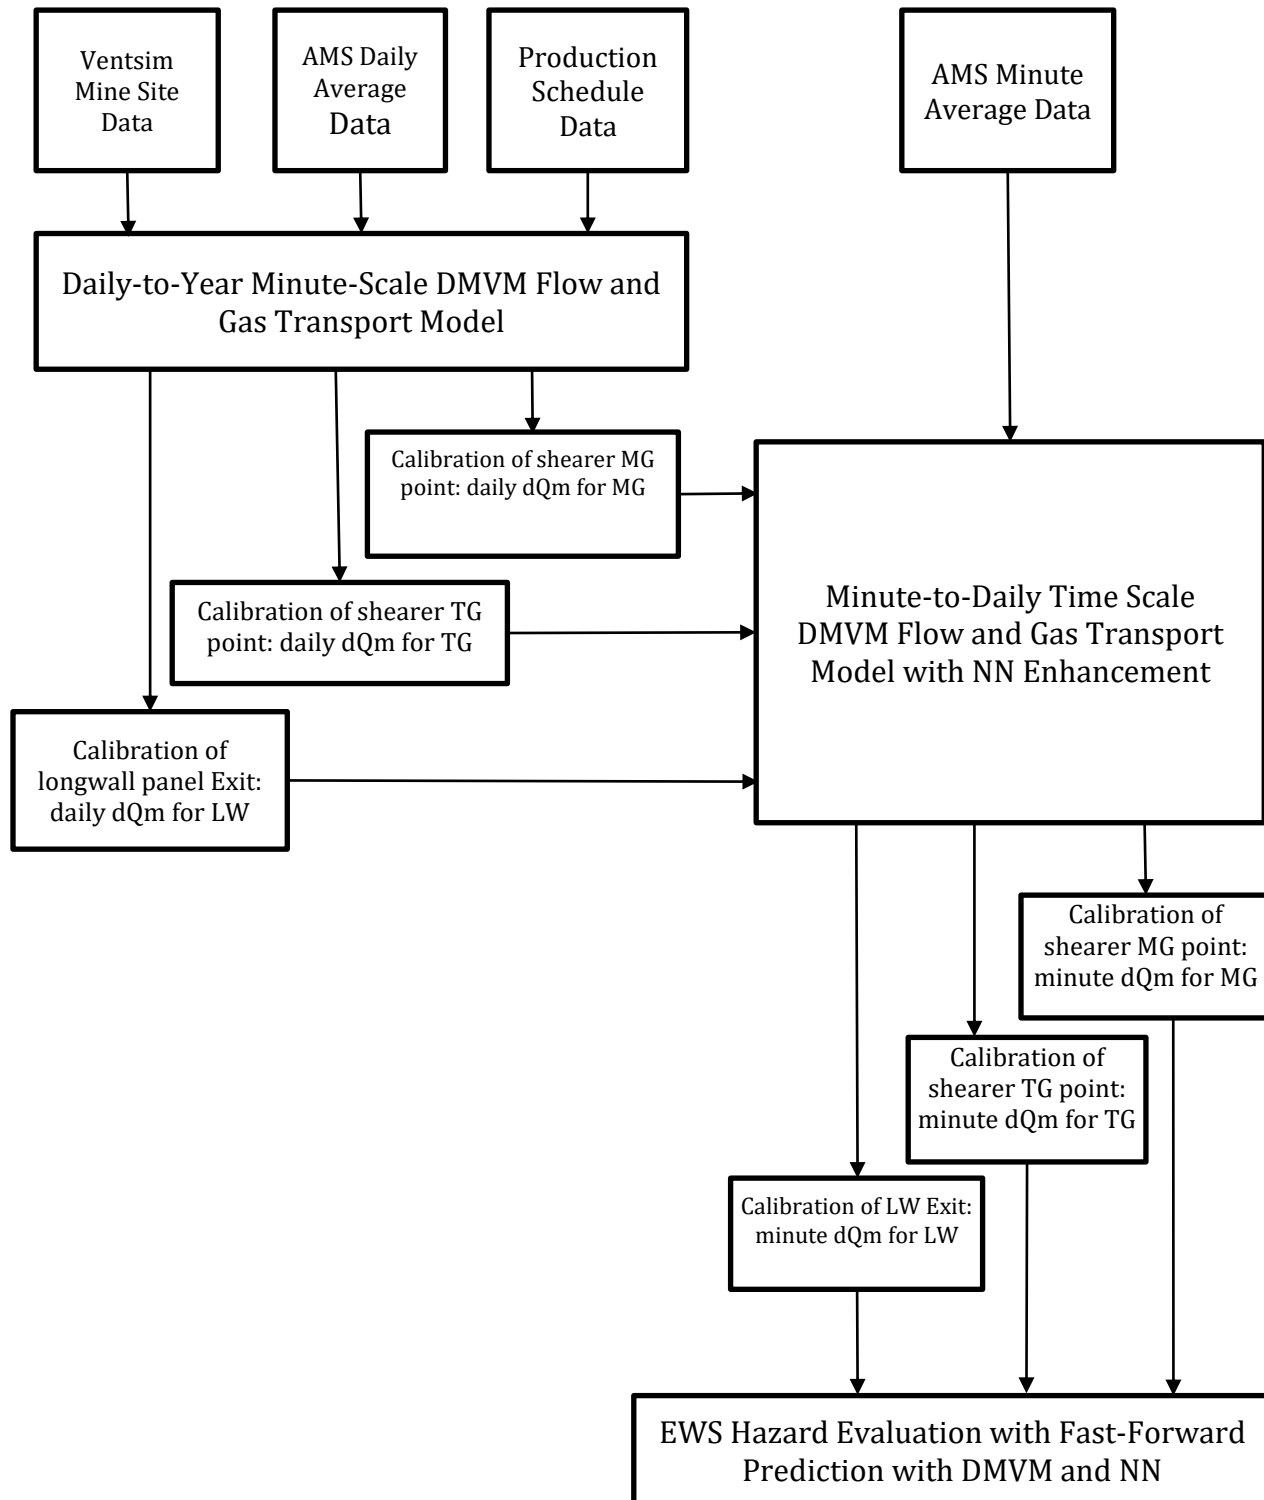 Ventsim
Mine Site
Data
AMS Daily
Average
Data
Production
Schedule
Data
AMS Minute
Average Data
Daily-to-Year Minute-Scale DMVM Flow and
Gas Transport Model
Calibration of shearer MG
point: daily dQm for MG
Calibration of shearer TG
point: daily dQm for TG
Calibration of
longwall panel Exit:
daily dQm for LW
Minute-to-Daily Time Scale
DMVM Flow and Gas Transport
Model with NN Enhancement
Calibration of
shearer MG point:
minute dQm for MG
Calibration of
shearer TG point:
minute dQm for TG
Calibration of LW Exit:
minute dQm for LW
EWS Hazard Evaluation with Fast-Forward
Prediction with DMVM and NN